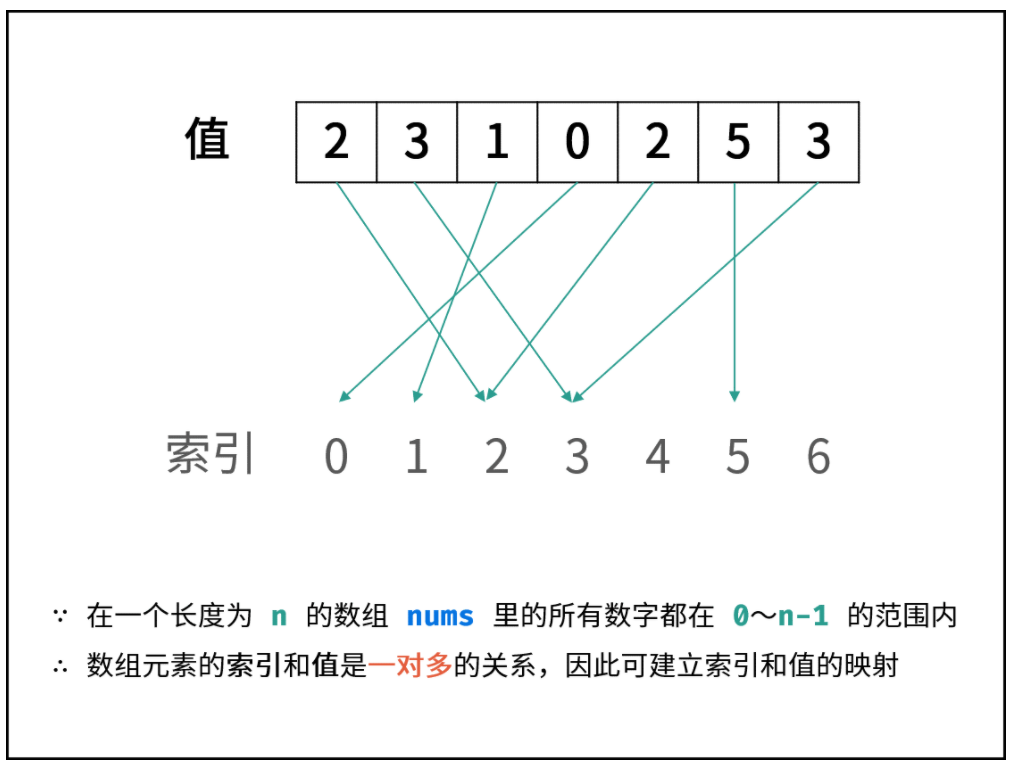 值 2 3 1 0 2 5 3
索引 0 1 2 3 4 5 6
∵ 在一个长度为 n 的数组 nums 里的所有数字都在 0～n-1 的范围内
∴ 数组元素的索引和值是一对多的关系，因此可建立索引和值的映射